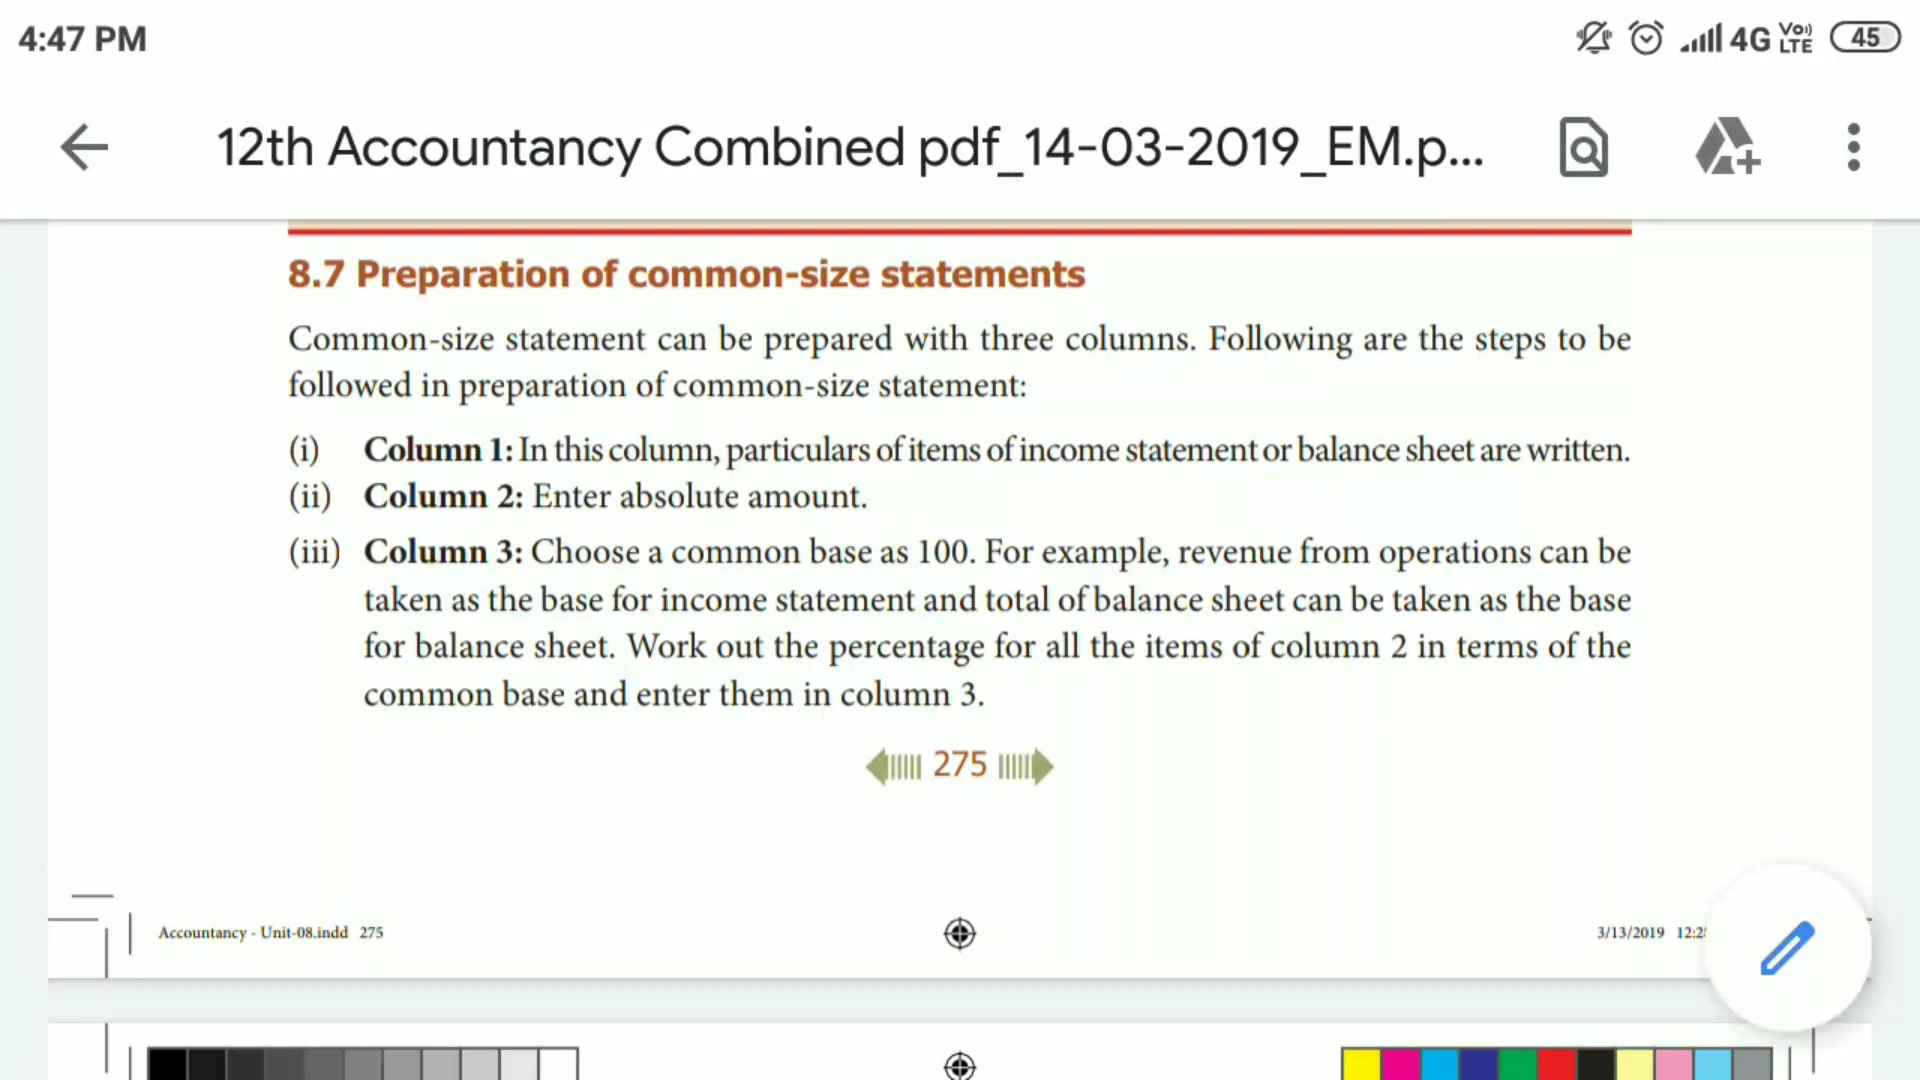 4:47 PM
4G VoLTE 45
12th Accountancy Combined pdf_14-03-2019_EM.p...
8.7 Preparation of common-size statements
Common-size statement can be prepared with three columns. Following are the steps to be
followed in preparation of common-size statement:
(i) Column 1: In this column, particulars of items of income statement or balance sheet are written.
(ii) Column 2: Enter absolute amount.
(iii) Column 3: Choose a common base as 100. For example, revenue from operations can be
taken as the base for income statement and total of balance sheet can be taken as the base
for balance sheet. Work out the percentage for all the items of column 2 in terms of the
common base and enter them in column 3.
275
Accountancy - Unit-08.indd 275
3/13/2019